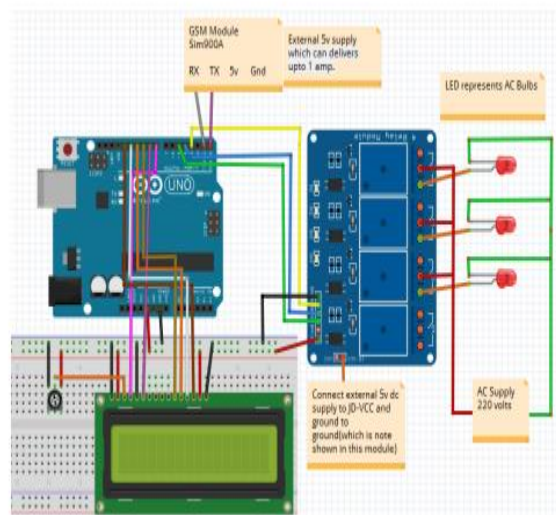 GSM Module
Sim900A
RX TX 5v Gnd
External 5v supply
which can delivers
upto 1 amp.
LED represents AC Bulbs
UNO
Relay Module
Connect external 5v dc
supply to JD-VCC and
ground to
ground(which is note
shown in this module)
AC Supply
220 volts